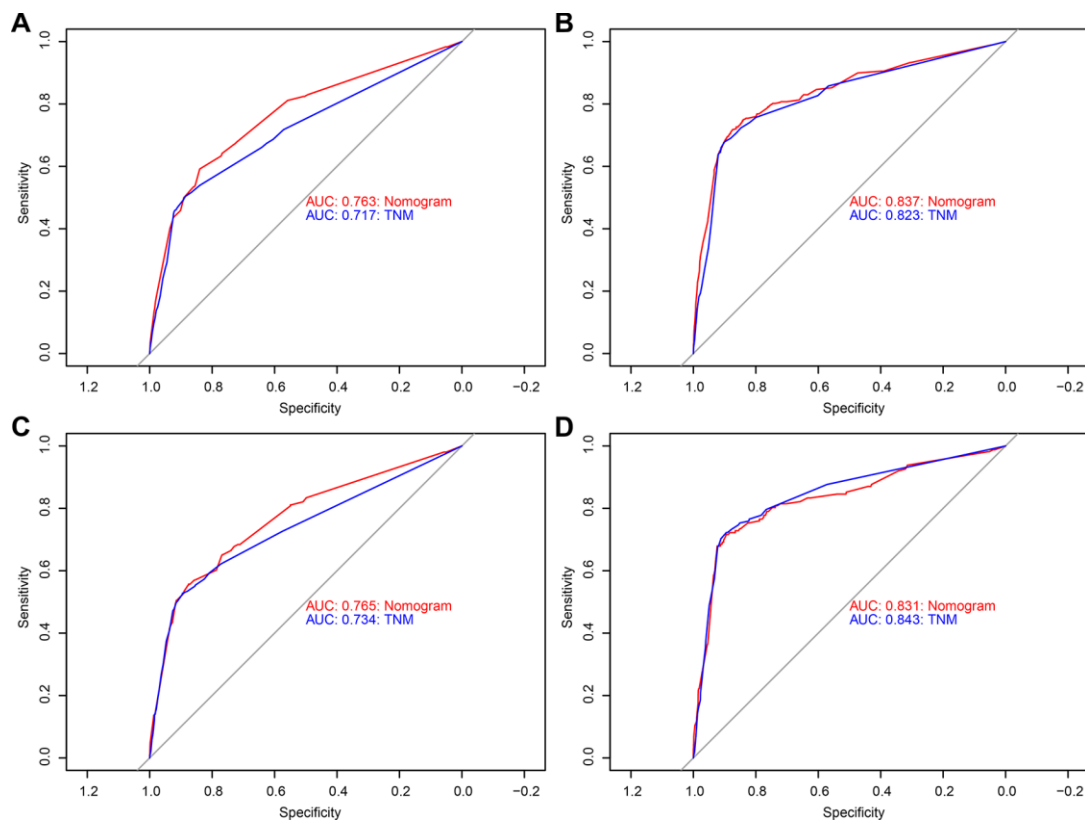 A
1.0
0.8
0.6
0.4
0.2
0.0
Sensitivity
AUC: 0.763: Nomogram
AUC: 0.717: TNM
1.2 1.0 0.8 0.6 0.4 0.2 0.0 −0.2
Specificity
B
1.0
0.8
0.6
0.4
0.2
0.0
Sensitivity
AUC: 0.837: Nomogram
AUC: 0.823: TNM
1.2 1.0 0.8 0.6 0.4 0.2 0.0 −0.2
Specificity
C
1.0
0.8
0.6
0.4
0.2
0.0
Sensitivity
AUC: 0.765: Nomogram
AUC: 0.734: TNM
1.2 1.0 0.8 0.6 0.4 0.2 0.0 −0.2
Specificity
D
1.0
0.8
0.6
0.4
0.2
0.0
Sensitivity
AUC: 0.831: Nomogram
AUC: 0.843: TNM
1.2 1.0 0.8 0.6 0.4 0.2 0.0 −0.2
Specificity